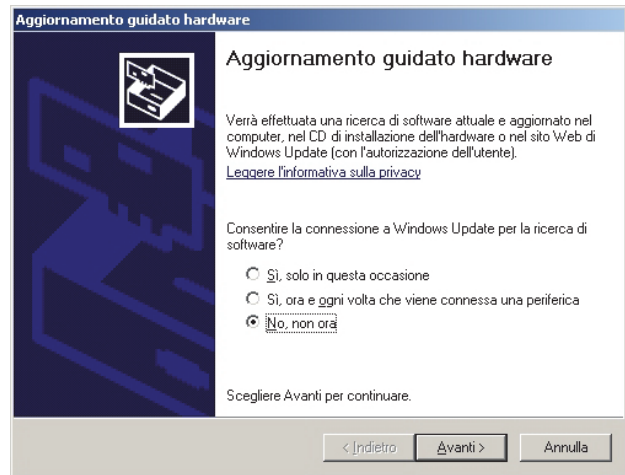 Aggiornamento guidato hardware
Aggiornamento guidato hardware
Verrà effettuata una ricerca di software attuale e aggiornato nel
computer, nel CD di installazione dell'hardware o nel sito Web di
Windows Update (con l'autorizzazione dell'utente).
Leggere l'informativa sulla privacy
Consentire la connessione a Windows Update per la ricerca di
software?
Sì, solo in questa occasione
Sì, ora e ogni volta che viene connessa una periferica
No, non ora
Scegliere Avanti per continuare.
< Indietro Avanti > Annulla